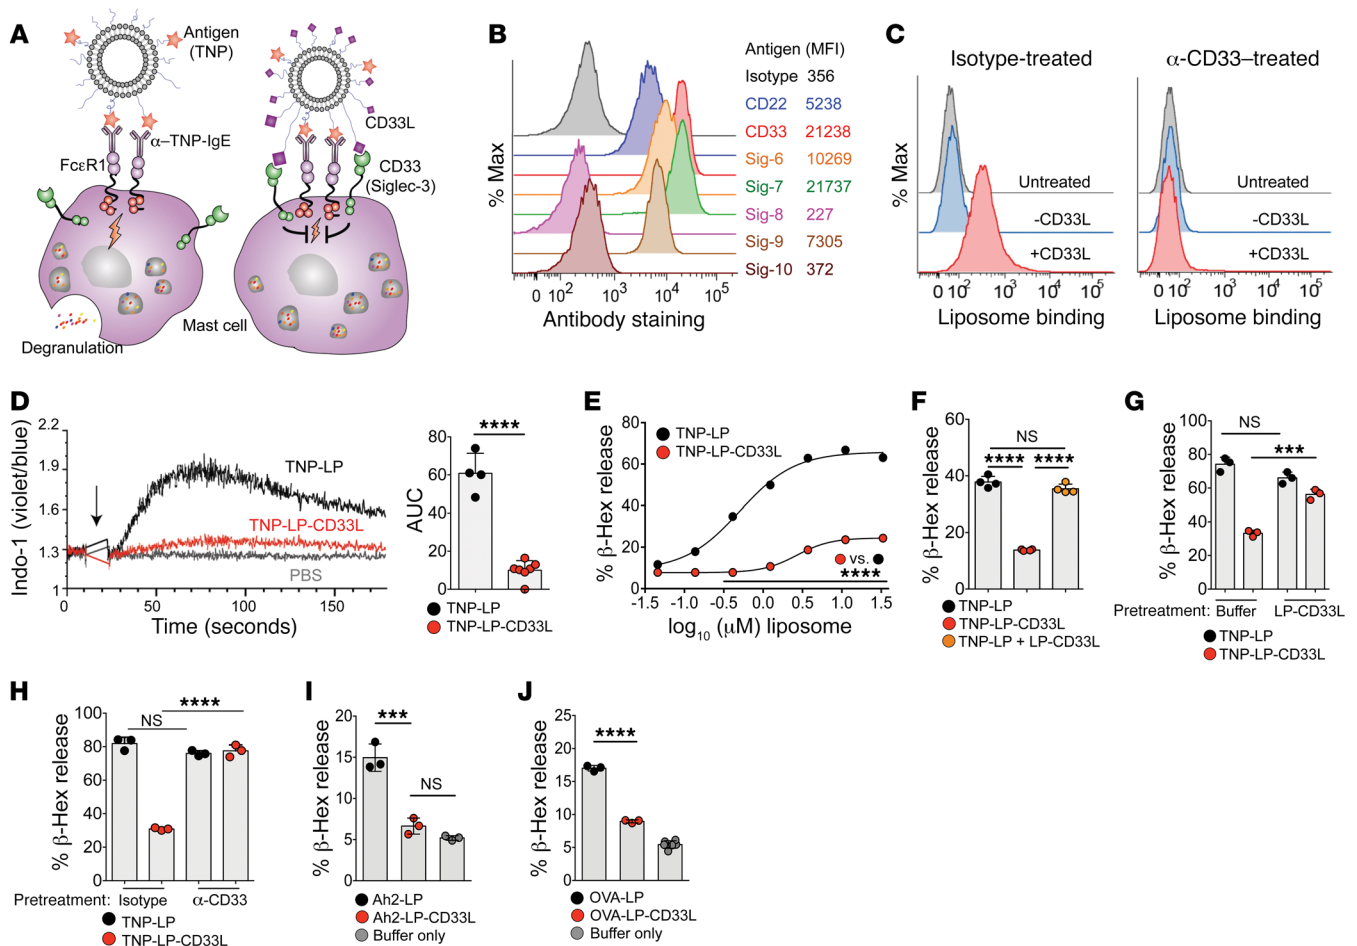 A
Antigen
(TNP)
α–TNP-IgE
FcεR1
CD33L
CD33
(Siglec-3)
Mast cell
Degranulation
B
% Max
Antigen (MFI)
Isotype 356
CD22 5238
CD33 21238
Sig-6 10269
Sig-7 21737
Sig-8 227
Sig-9 7305
Sig-10 372
0 10² 10³ 10⁴ 10⁵
Antibody staining
C
% Max
Isotype-treated
Untreated
-CD33L
+CD33L
0 10² 10³ 10⁴ 10⁵
Liposome binding
α-CD33–treated
Untreated
-CD33L
+CD33L
0 10² 10³ 10⁴ 10⁵
Liposome binding
D
Indo-1 (violet/blue)
2.2
1.9
1.6
1.3
1
TNP-LP
TNP-LP-CD33L
PBS
0 50 100 150
Time (seconds)
AUC
80
60
40
20
0
****
TNP-LP
TNP-LP-CD33L
E
% β-Hex release
80
60
40
20
0
TNP-LP
TNP-LP-CD33L
vs.
****
-1.5 -1.0 -0.5 0.0 0.5 1.0 1.5
log₁₀ (μM) liposome
F
% β-Hex release
60
40
20
0
NS
**** ****
TNP-LP
TNP-LP-CD33L
TNP-LP + LP-CD33L
G
% β-Hex release
100
80
60
40
20
0
NS
***
Pretreatment: Buffer LP-CD33L
TNP-LP
TNP-LP-CD33L
H
% β-Hex release
100
80
60
40
20
0
****
NS
Pretreatment: Isotype α-CD33
TNP-LP
TNP-LP-CD33L
I
% β-Hex release
20
15
10
5
0
***
NS
Ah2-LP
Ah2-LP-CD33L
Buffer only
J
% β-Hex release
25
20
15
10
5
0
****
OVA-LP
OVA-LP-CD33L
Buffer only